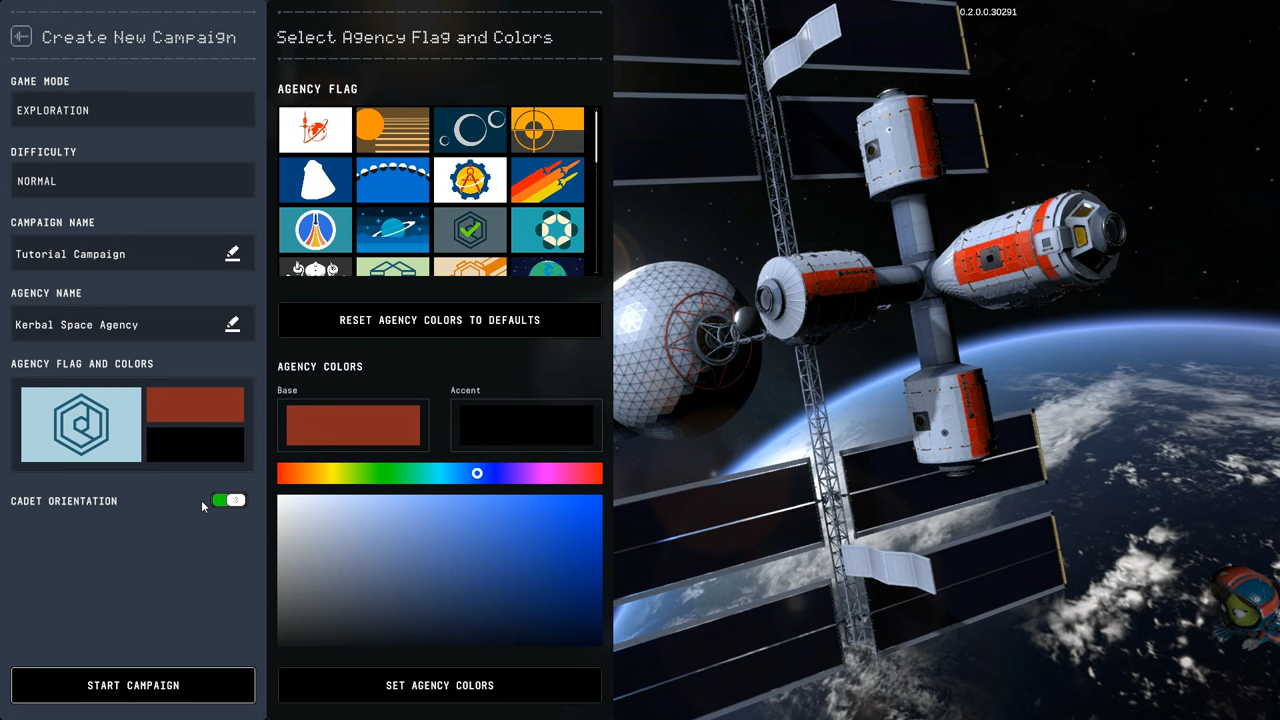 Create New Campaign
GAME MODE
EXPLORATION
DIFFICULTY
NORMAL
CAMPAIGN NAME
Tutorial Campaign
AGENCY NAME
Kerbal Space Agency
AGENCY FLAG AND COLORS
CADET ORIENTATION
START CAMPAIGN
Select Agency Flag and Colors
AGENCY FLAG
RESET AGENCY COLORS TO DEFAULTS
AGENCY COLORS
Base
Accent
SET AGENCY COLORS
0.2.0.0.30291